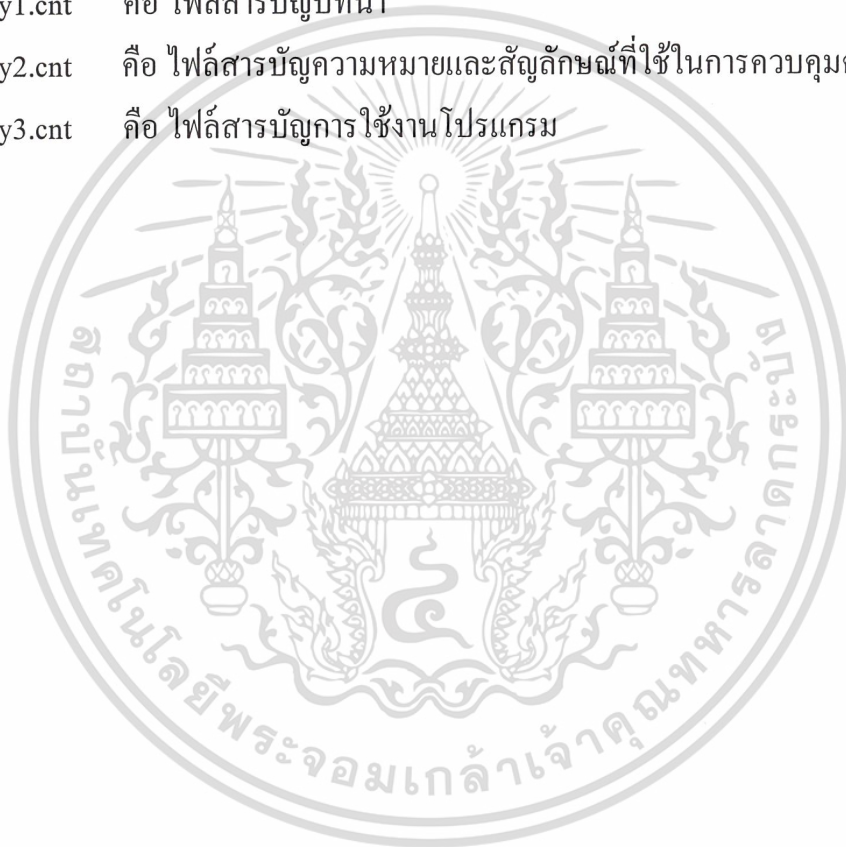 y1.cnt คือ ไฟล์สารบัญบทนำ
y2.cnt คือ ไฟล์สารบัญความหมายและสัญลักษณ์ที่ใช้ในการควบคุม
y3.cnt คือ ไฟล์สารบัญการใช้งานโปรแกรม
สถาบันเทคโนโลยีพระจอมเกล้าเจ้าคุณทหารลาดกระบัง